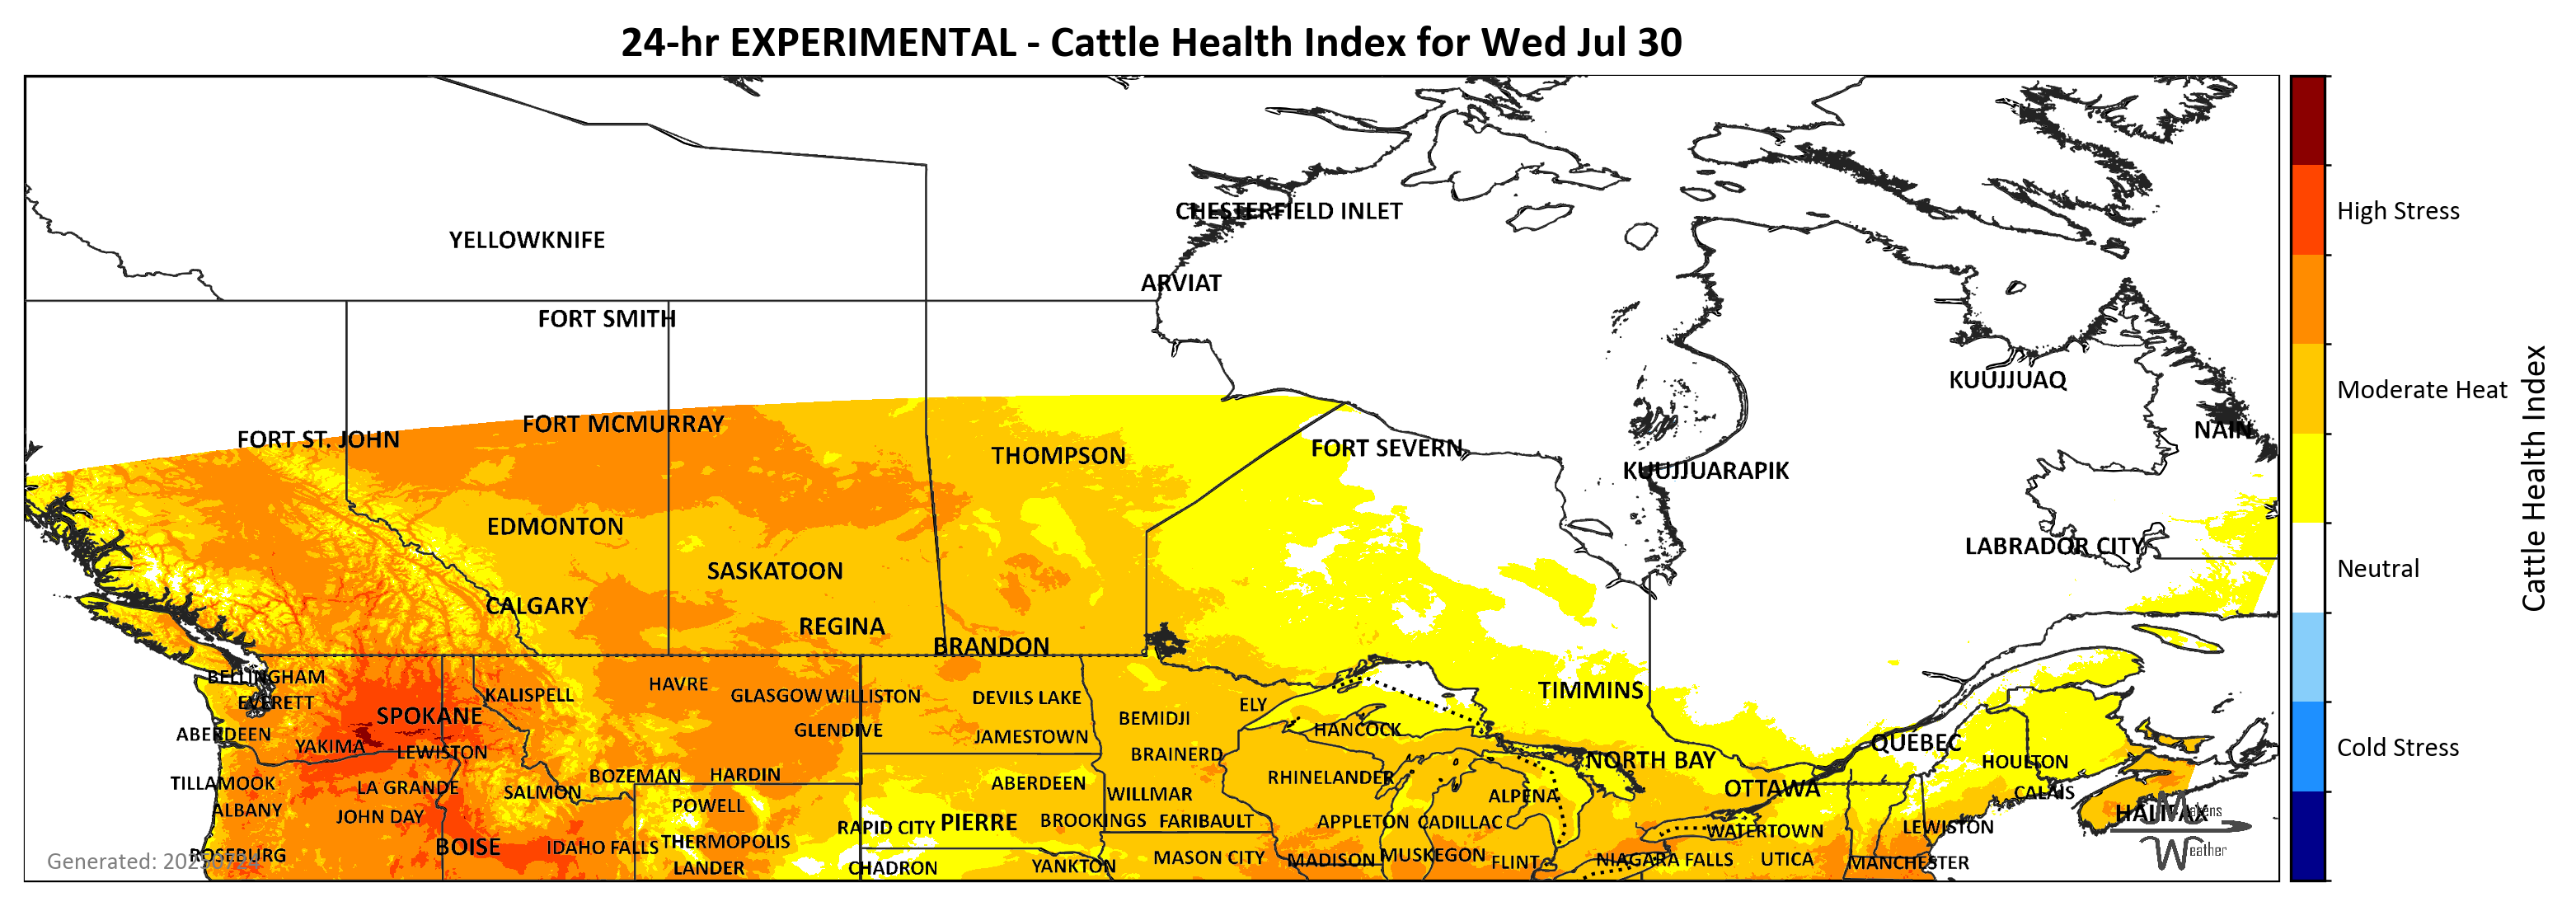 24-hr EXPERIMENTAL - Cattle Health Index for Wed Jul 30
CHESTERFIELD INLET
High Stress
YELLOWKNIFE
ARVIAT
FORT SMITH
KUUJJUAQ
Moderate Heat
FORT MCMURRAY
NAIN
FORT ST. JOHN
FORT SEVERN
THOMPSON
KUUJJUARAPIK
Cattle Health Index
EDMONTON
LABRADOR CITY
SASKATOON
Neutral
CALGARY
REGINA
BRANDON
BELLINGHAM
HAVRE
TIMMINS
KALISPELL
GLASGOW
WILLISTON
DEVILS LAKE
EVERETT
ELY
SPOKANE
BEMIDJI
GLENDIVE
HANCOCK
ABERDEEN
JAMESTOWN
QUÉBEC
YAKIMA
LEWISTON
BRAINERD
Cold Stress
NORTH BAY
HOULTON
BOZEMAN
HARDIN
RHINELANDER
TILLAMOOK
ABERDEEN
LA GRANDE
OTTAWA
SALMON
WILLMAR
CALAIS
ALPENA
POWELL
ALBANY
JOHN DAY
HALIFAX
Makens
Weather
RAPID CITY
PIERRE
BROOKINGS
FARIBAULT
APPLETON
CADILLAC
LEWISTON
WATERTOWN
BOISE
IDAHO FALLS
THERMOPOLIS
ROSEBURG
MASON CITY
MADISON
MUSKEGON
FLINT
NIAGARA FALLS
UTICA
MANCHESTER
Generated:
LANDER
CHADRON
YANKTON